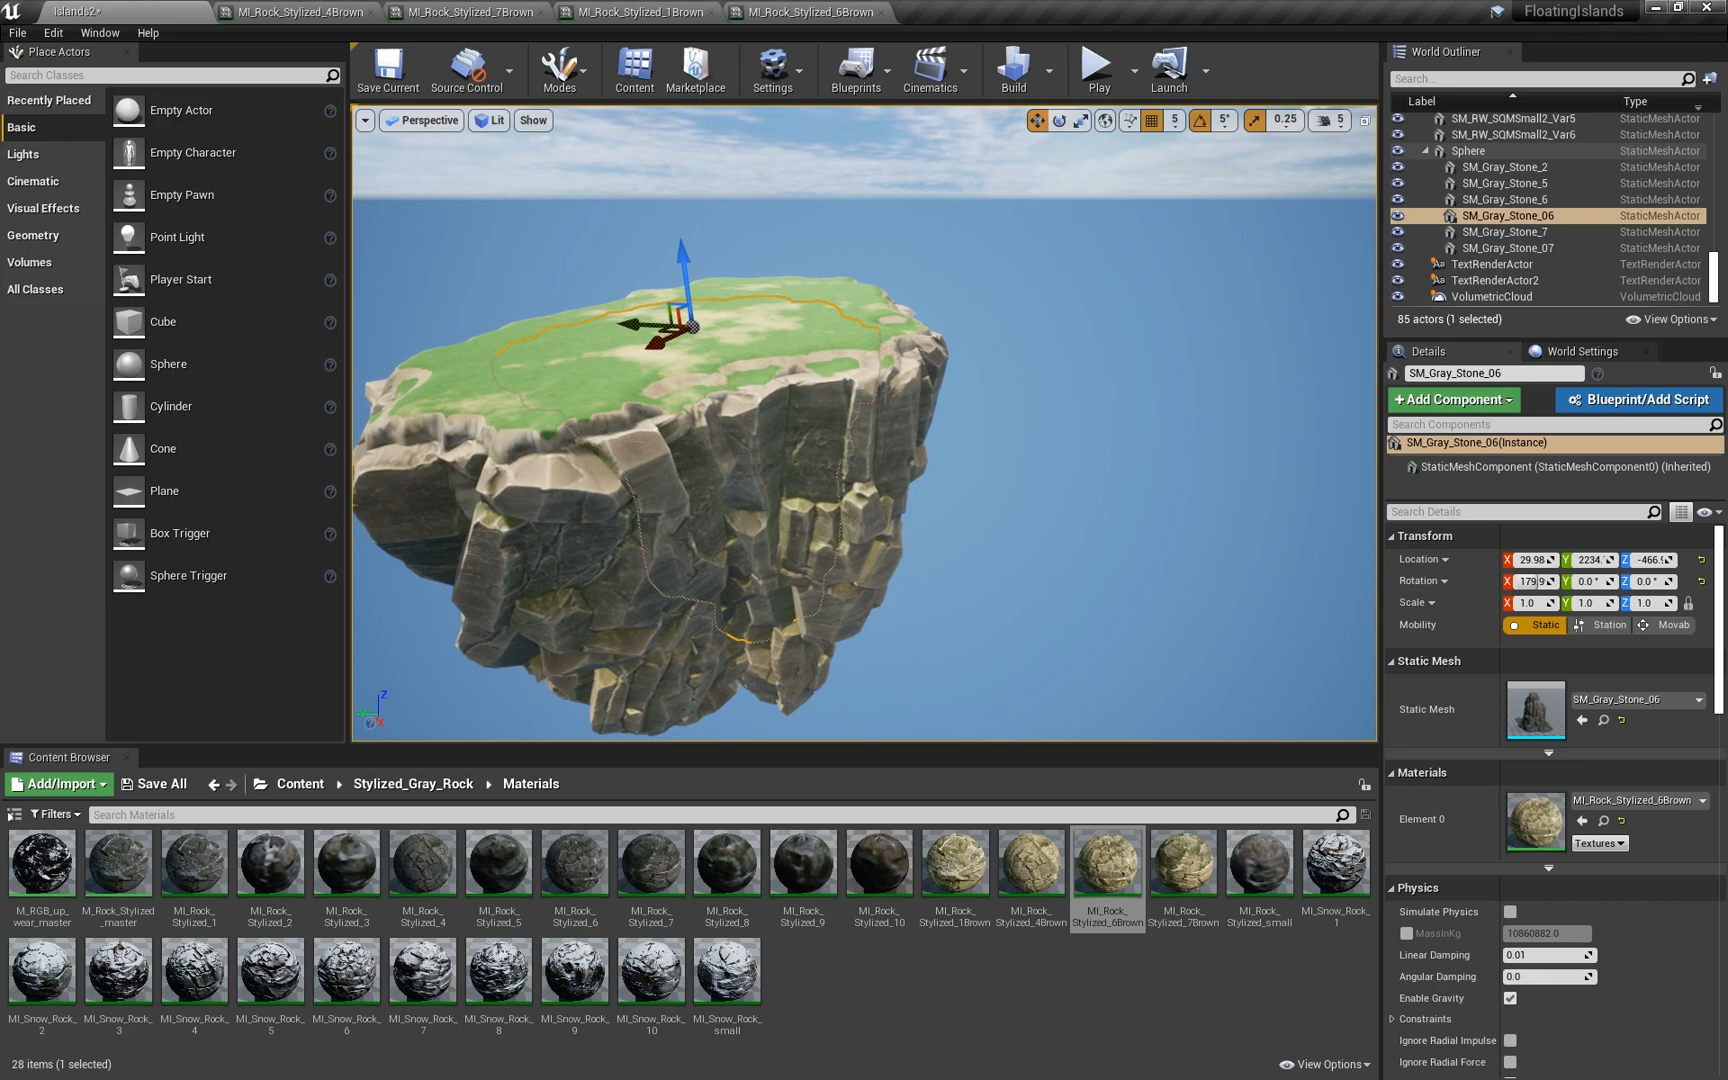 Islands2*
MI_Rock_Stylized_4Brown
MI_Rock_Stylized_7Brown
MI_Rock_Stylized_1Brown
MI_Rock_Stylized_6Brown
FloatingIslands
File Edit Window Help
Place Actors
Search Classes
Recently Placed
Basic
Lights
Cinematic
Visual Effects
Geometry
Volumes
All Classes
Empty Actor
Empty Character
Empty Pawn
Point Light
Player Start
Cube
Sphere
Cylinder
Cone
Plane
Box Trigger
Sphere Trigger
Save Current
Source Control
Modes
Content
Marketplace
Settings
Blueprints
Cinematics
Build
Play
Launch
Perspective
Lit
Show
5
5°
0.25
5
Z
X
World Outliner
Search...
Label Type
SM_RW_SQMSmall2_Var5 StaticMeshActor
SM_RW_SQMSmall2_Var6 StaticMeshActor
Sphere StaticMeshActor
SM_Gray_Stone_2 StaticMeshActor
SM_Gray_Stone_5 StaticMeshActor
SM_Gray_Stone_6 StaticMeshActor
SM_Gray_Stone_06 StaticMeshActor
SM_Gray_Stone_7 StaticMeshActor
SM_Gray_Stone_07 StaticMeshActor
TextRenderActor TextRenderActor
TextRenderActor2 TextRenderActor
VolumetricCloud VolumetricCloud
85 actors (1 selected)
View Options
Details
World Settings
SM_Gray_Stone_06
+Add Component
Blueprint/Add Script
Search Components
SM_Gray_Stone_06(Instance)
StaticMeshComponent (StaticMeshComponent0) (Inherited)
Search Details
Transform
Location X 29.98 Y 2234. Z -466.9
Rotation X 179.9 Y 0.0° Z 0.0°
Scale X 1.0 Y 1.0 Z 1.0
Mobility Static Station Movab
Static Mesh
Static Mesh SM_Gray_Stone_06
Materials
Element 0 MI_Rock_Stylized_6Brown
Textures
Physics
Simulate Physics
MassInKg 10860882.0
Linear Damping 0.01
Angular Damping 0.0
Enable Gravity
Constraints
Ignore Radial Impulse
Ignore Radial Force
Content Browser
Add/Import
Save All
Content
Stylized_Gray_Rock
Materials
Filters
Search Materials
M_RGB_up_
wear_master
M_Rock_Stylized
_master
MI_Rock_
Stylized_1
MI_Rock_
Stylized_2
MI_Rock_
Stylized_3
MI_Rock_
Stylized_4
MI_Rock_
Stylized_5
MI_Rock_
Stylized_6
MI_Rock_
Stylized_7
MI_Rock_
Stylized_8
MI_Rock_
Stylized_9
MI_Rock_
Stylized_10
MI_Rock_
Stylized_1Brown
MI_Rock_
Stylized_4Brown
MI_Rock_
Stylized_6Brown
MI_Rock_
Stylized_7Brown
MI_Rock_
Stylized_small
MI_Snow_Rock_
1
MI_Snow_Rock_
2
MI_Snow_Rock_
3
MI_Snow_Rock_
4
MI_Snow_Rock_
5
MI_Snow_Rock_
6
MI_Snow_Rock_
7
MI_Snow_Rock_
8
MI_Snow_Rock_
9
MI_Snow_Rock_
10
MI_Snow_Rock_
small
28 items (1 selected)
View Options